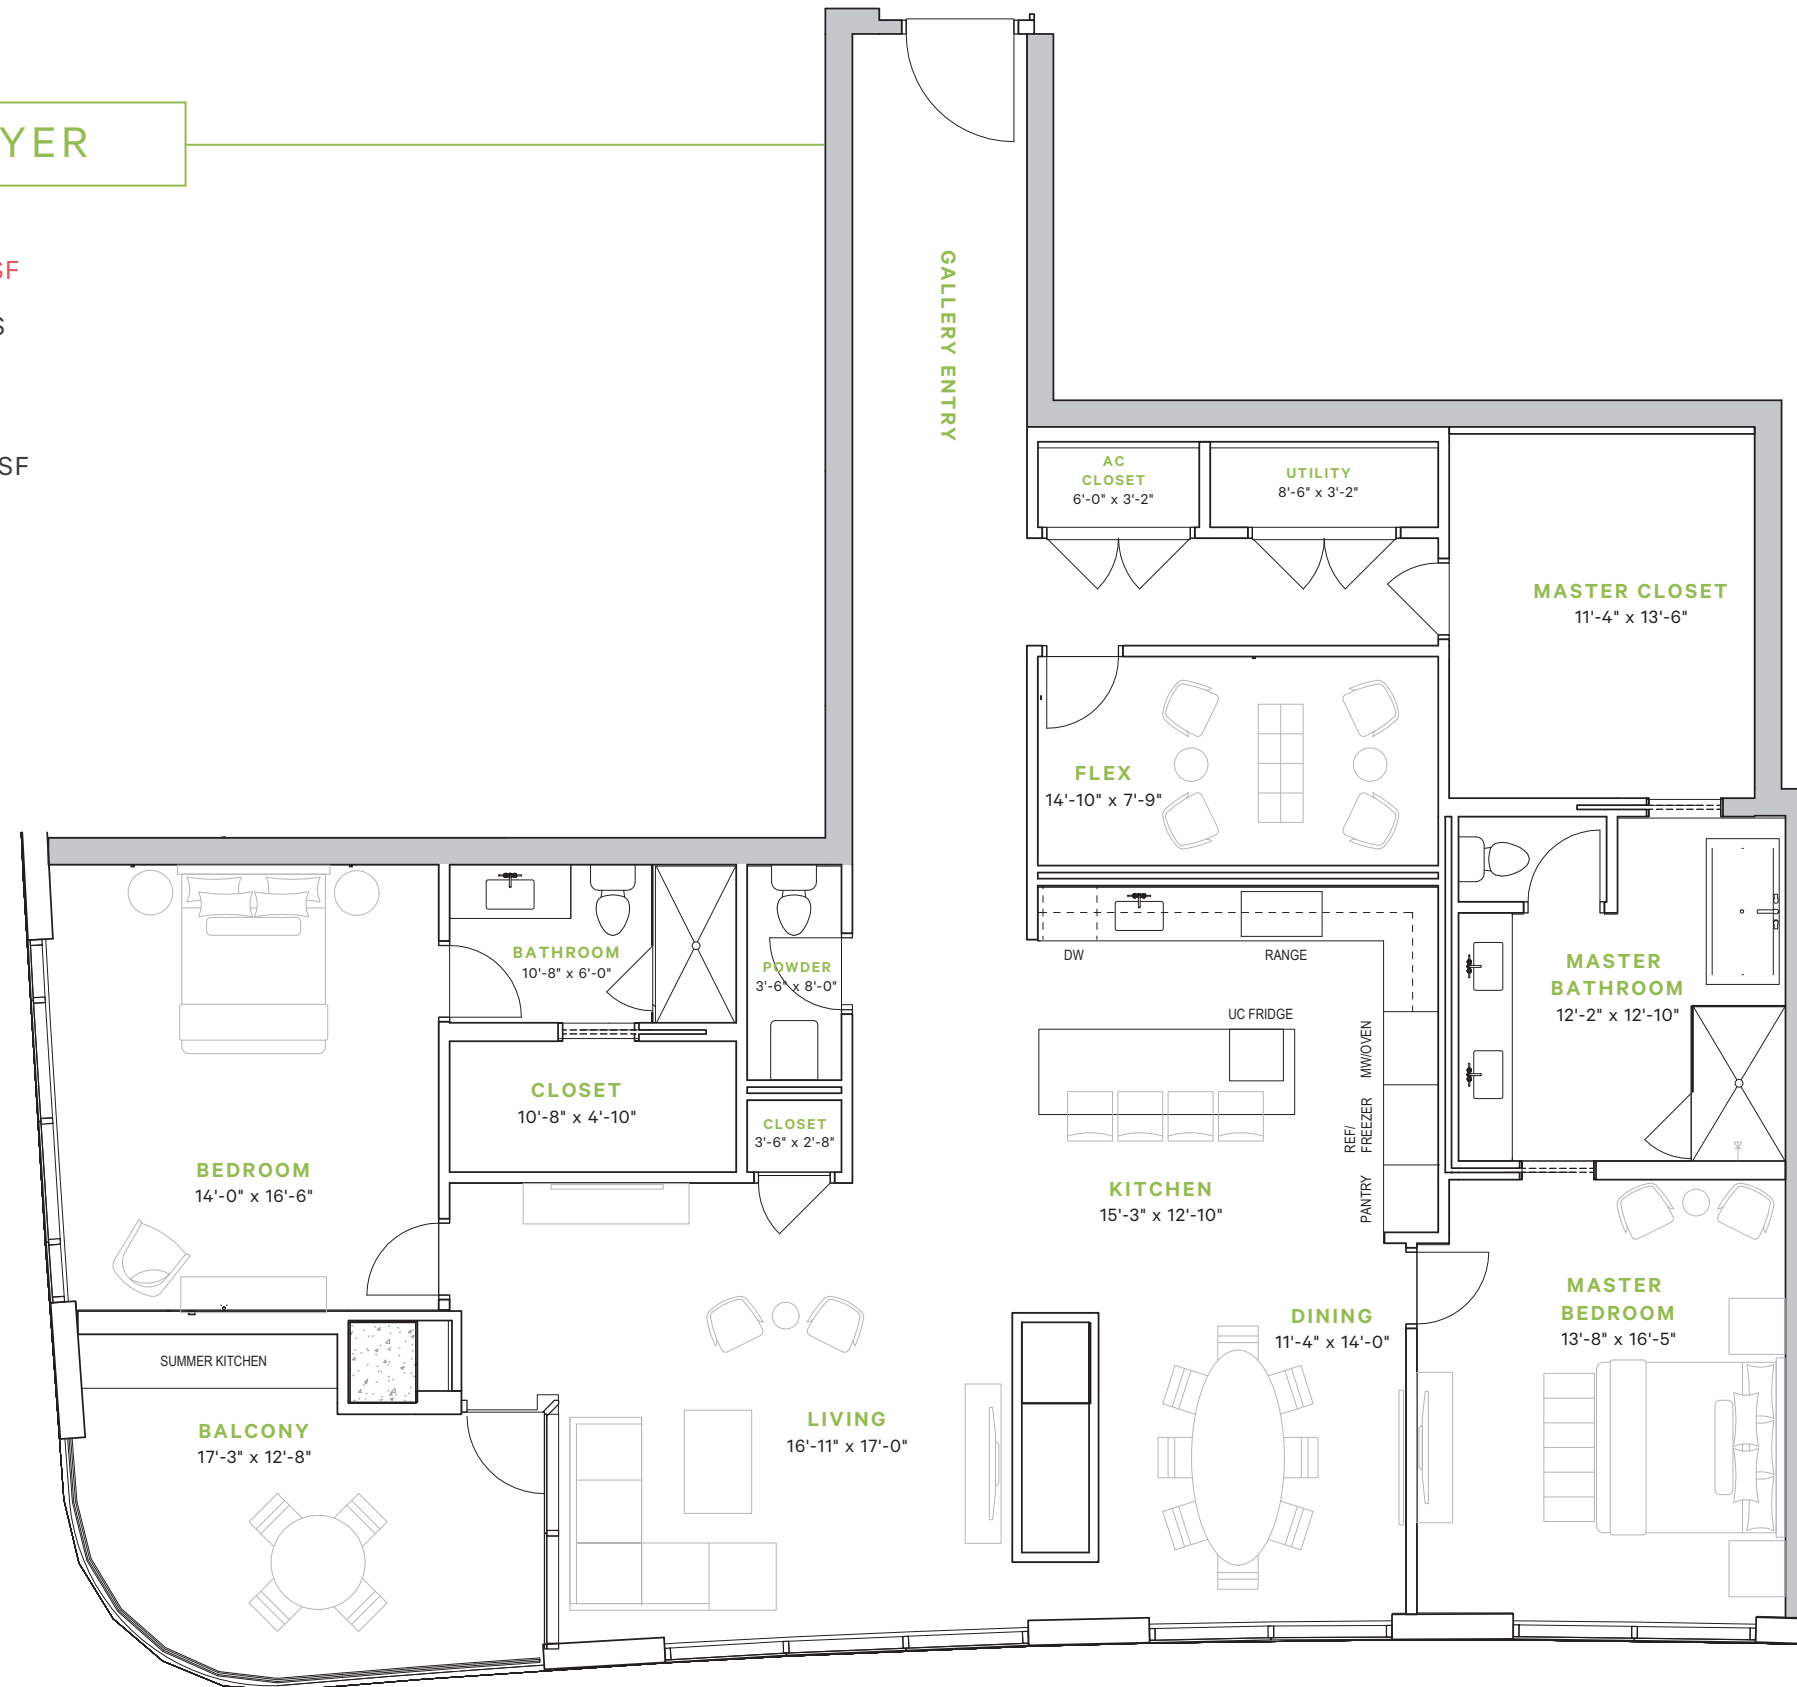 YER
SF
S
SF
GALLERY ENTRY
AC
CLOSET
6'-0" x 3'-2"
UTILITY
8'-6" x 3'-2"
MASTER CLOSET
11'-4" x 13'-6"
FLEX
14'-10" x 7'-9"
BATHROOM
10'-8" x 6'-0"
POWDER
3'-6" x 8'-0"
DW
RANGE
MASTER
BATHROOM
12'-2" x 12'-10"
UC FRIDGE
MW/OVEN
REF/
FREEZER
PANTRY
CLOSET
10'-8" x 4'-10"
CLOSET
3'-6" x 2'-8"
BEDROOM
14'-0" x 16'-6"
KITCHEN
15'-3" x 12'-10"
MASTER
BEDROOM
13'-8" x 16'-5"
DINING
11'-4" x 14'-0"
SUMMER KITCHEN
BALCONY
17'-3" x 12'-8"
LIVING
16'-11" x 17'-0"